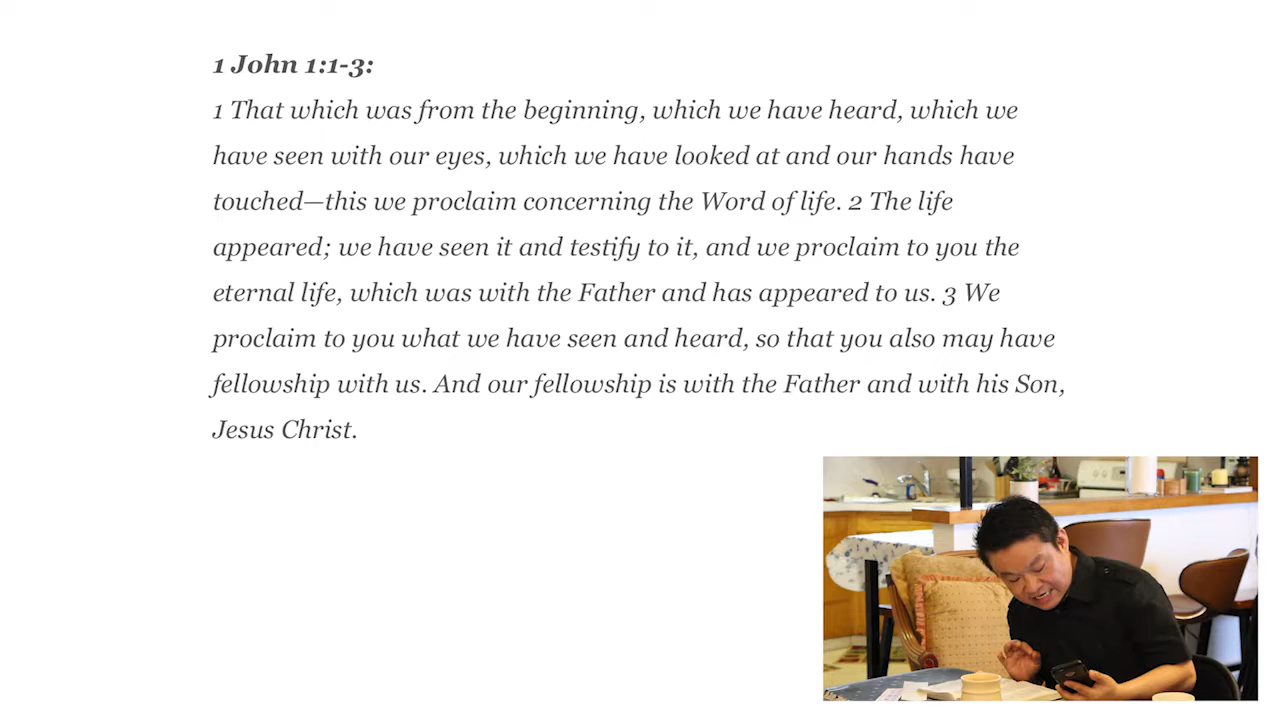 1 John 1:1-3:
1 That which was from the beginning, which we have heard, which we
have seen with our eyes, which we have looked at and our hands have
touched—this we proclaim concerning the Word of life. 2 The life
appeared; we have seen it and testify to it, and we proclaim to you the
eternal life, which was with the Father and has appeared to us. 3 We
proclaim to you what we have seen and heard, so that you also may have
fellowship with us. And our fellowship is with the Father and with his Son,
Jesus Christ.